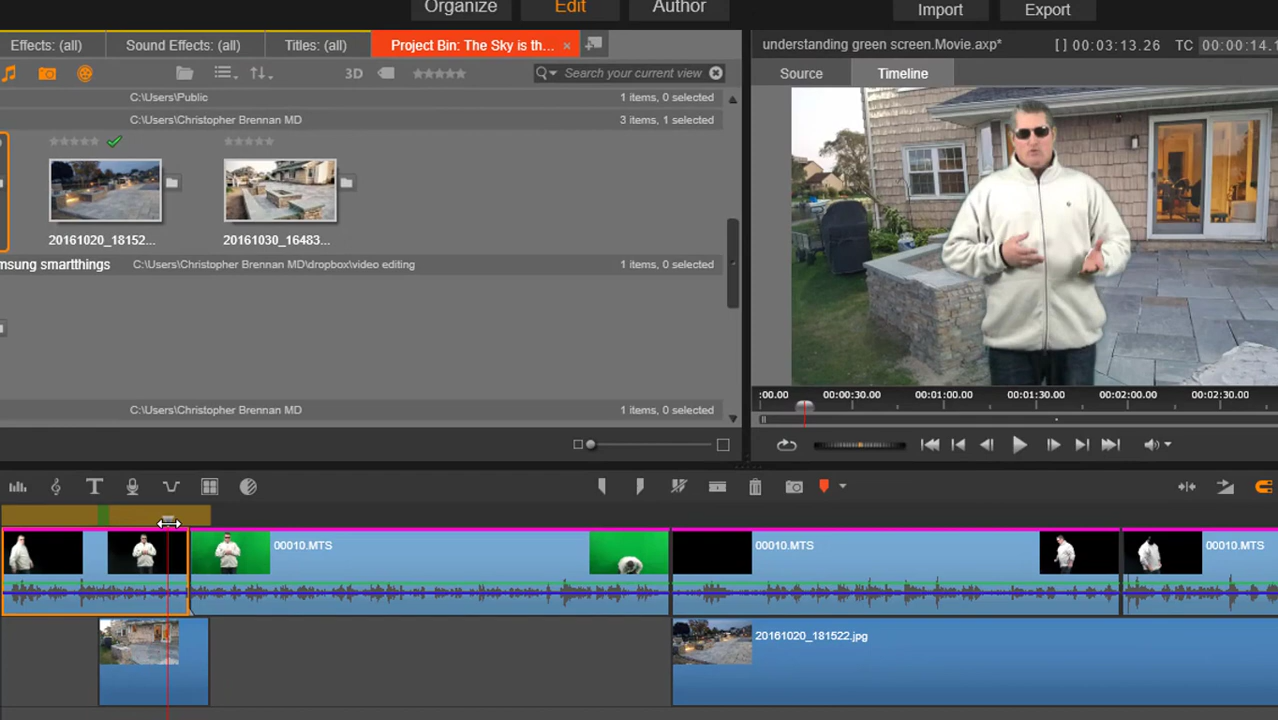 Organize Edit Author Import Export
Effects: (all) Sound Effects: (all) Titles: (all) Project Bin: The Sky is th... ×
understanding green screen.Movie.axp* [] 00:03:13.26 TC 00:00:14.1
3D Search your current view
Source Timeline
C:\Users\Public 1 items, 0 selected
C:\Users\Christopher Brennan MD 3 items, 1 selected
20161020_18152... 20161030_16483...
msung smartthings C:\Users\Christopher Brennan MD\dropbox\video editing 1 items, 0 selected
:00.00 00:00:30.00 00:01:00.00 00:01:30.00 00:02:00.00 00:02:30.00
C:\Users\Christopher Brennan MD 1 items, 0 selected
00010.MTS 00010.MTS 00010.MTS
20161020_181522.jpg